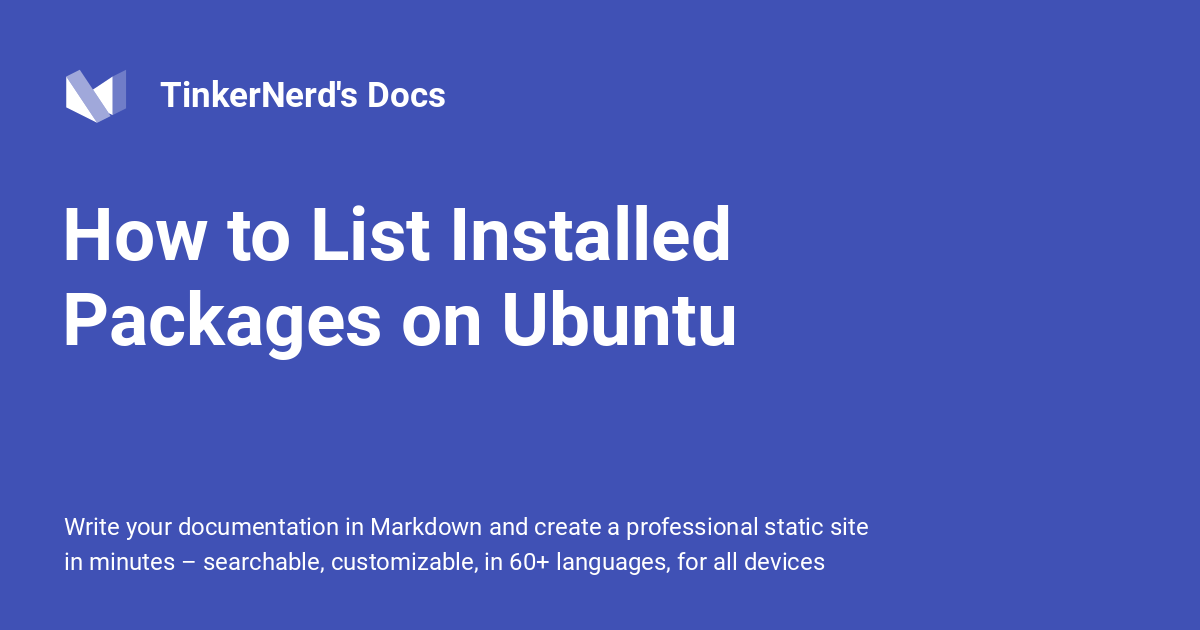 TinkerNerd's Docs
How to List Installed
Packages on Ubuntu
Write your documentation in Markdown and create a professional static site
in minutes – searchable, customizable, in 60+ languages, for all devices